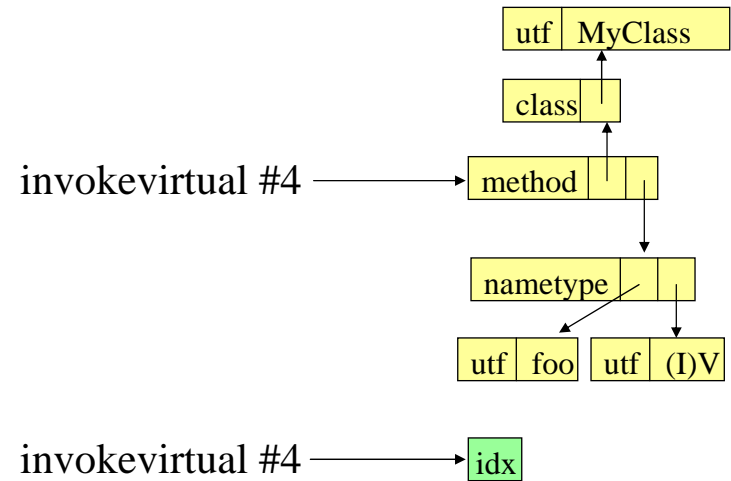 utf MyClass
class
invokevirtual #4 method
nametype
utf foo utf (I)V
invokevirtual #4 idx